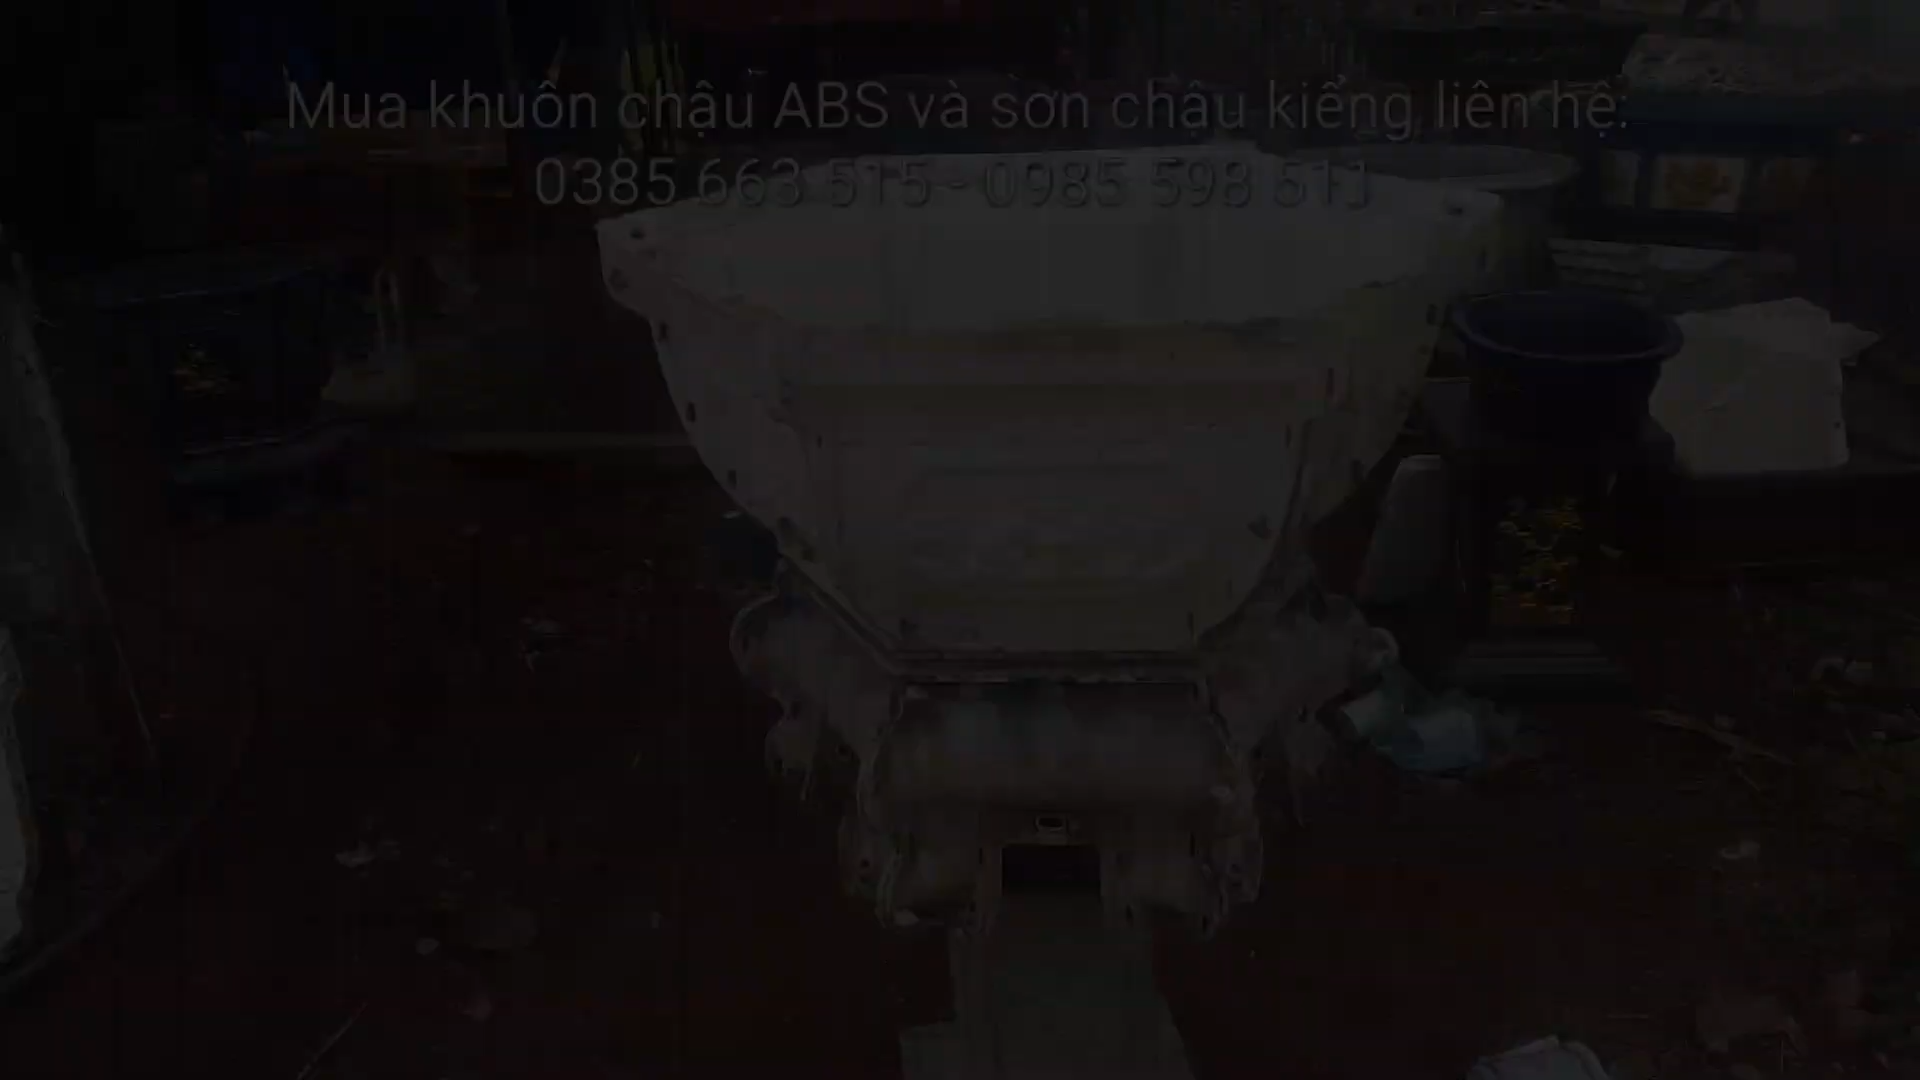 Mua khuôn chậu ABS và sơn chậu kiểng liên hệ:
0385 663 515 - 0985 598 511